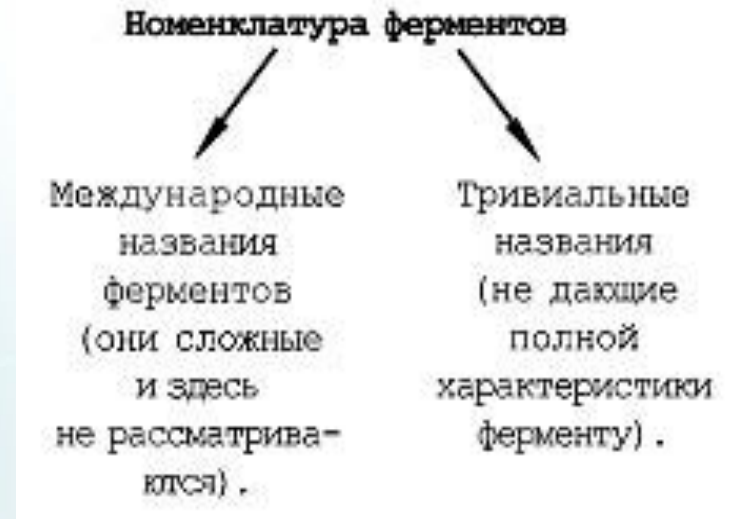 Номенклатура ферментов
Международные
названия
ферментов
(они сложные
и здесь
не рассматрива-
ются).
Тривиальные
названия
(не дающие
полной
характеристики
ферменту).